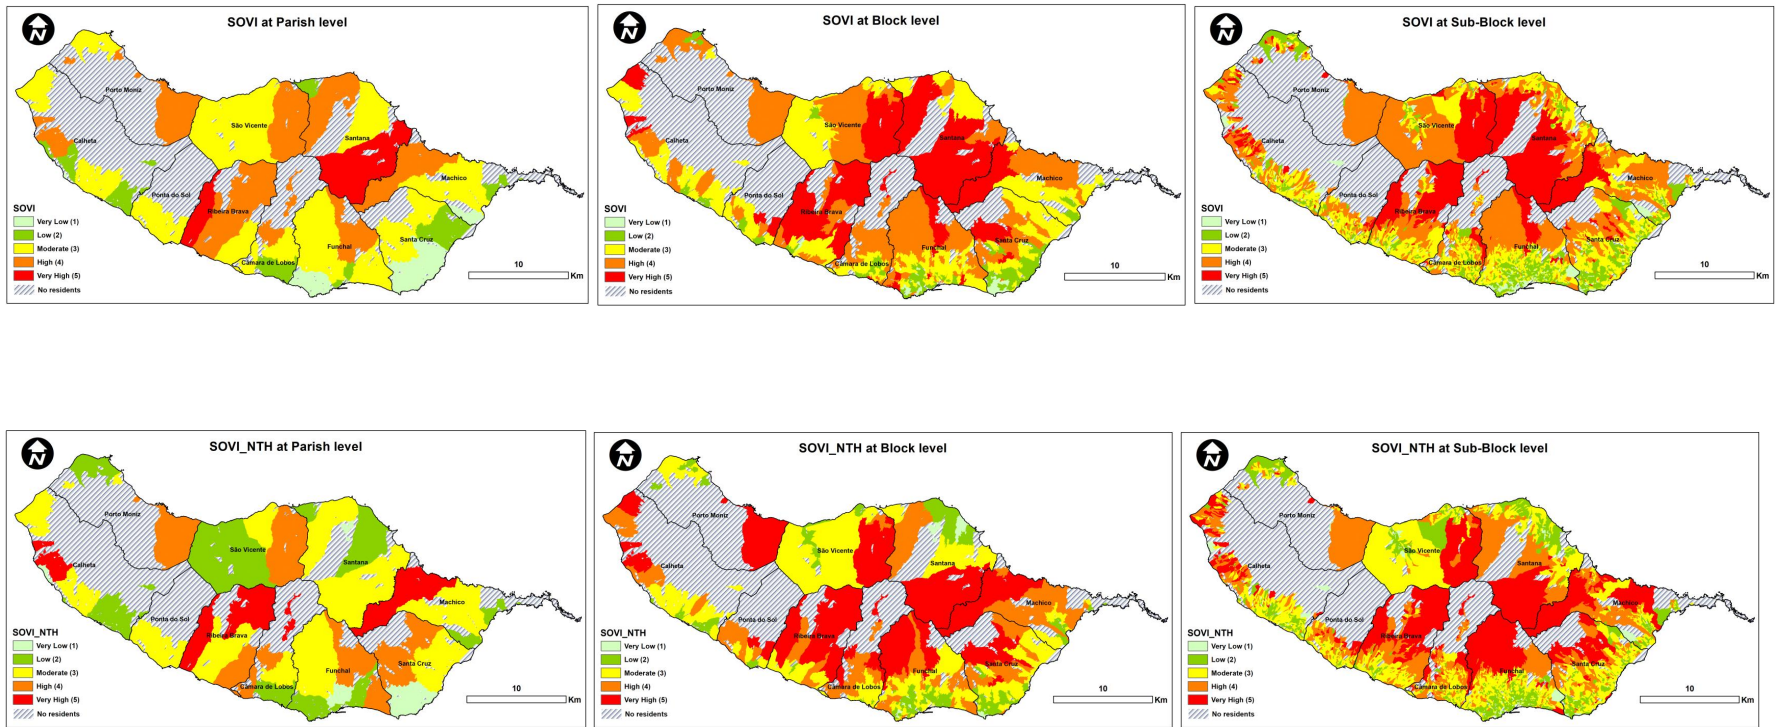 SOVI at Parish level
N
Porto Moniz
São Vicente
Santana
Calheta
Machico
Ponta do Sol
Ribeira Brava
Santa Cruz
Funchal
Câmara de Lobos
SOVI
Very Low (1)
Low (2)
Moderate (3)
High (4)
Very High (5)
No residents
10
Km
SOVI at Block level
N
Porto Moniz
São Vicente
Santana
Calheta
Machico
Ponta do Sol
Ribeira Brava
Santa Cruz
Funchal
Câmara de Lobos
SOVI
Very Low (1)
Low (2)
Moderate (3)
High (4)
Very High (5)
No residents
10
Km
SOVI at Sub-Block level
N
Porto Moniz
São Vicente
Santana
Calheta
Machico
Ponta do Sol
Ribeira Brava
Santa Cruz
Funchal
Câmara de Lobos
SOVI
Very Low (1)
Low (2)
Moderate (3)
High (4)
Very High (5)
No residents
10
Km
SOVI_NTH at Parish level
N
Porto Moniz
São Vicente
Santana
Calheta
Machico
Ponta do Sol
Ribeira Brava
Santa Cruz
Funchal
Câmara de Lobos
SOVI_NTH
Very Low (1)
Low (2)
Moderate (3)
High (4)
Very High (5)
No residents
10
Km
SOVI_NTH at Block level
N
Porto Moniz
São Vicente
Santana
Calheta
Machico
Ponta do Sol
Ribeira Brava
Santa Cruz
Funchal
Câmara de Lobos
SOVI_NTH
Very Low (1)
Low (2)
Moderate (3)
High (4)
Very High (5)
No residents
10
Km
SOVI_NTH at Sub-Block level
N
Porto Moniz
São Vicente
Santana
Calheta
Machico
Ponta do Sol
Ribeira Brava
Santa Cruz
Funchal
Câmara de Lobos
SOVI_NTH
Very Low (1)
Low (2)
Moderate (3)
High (4)
Very High (5)
No residents
10
Km